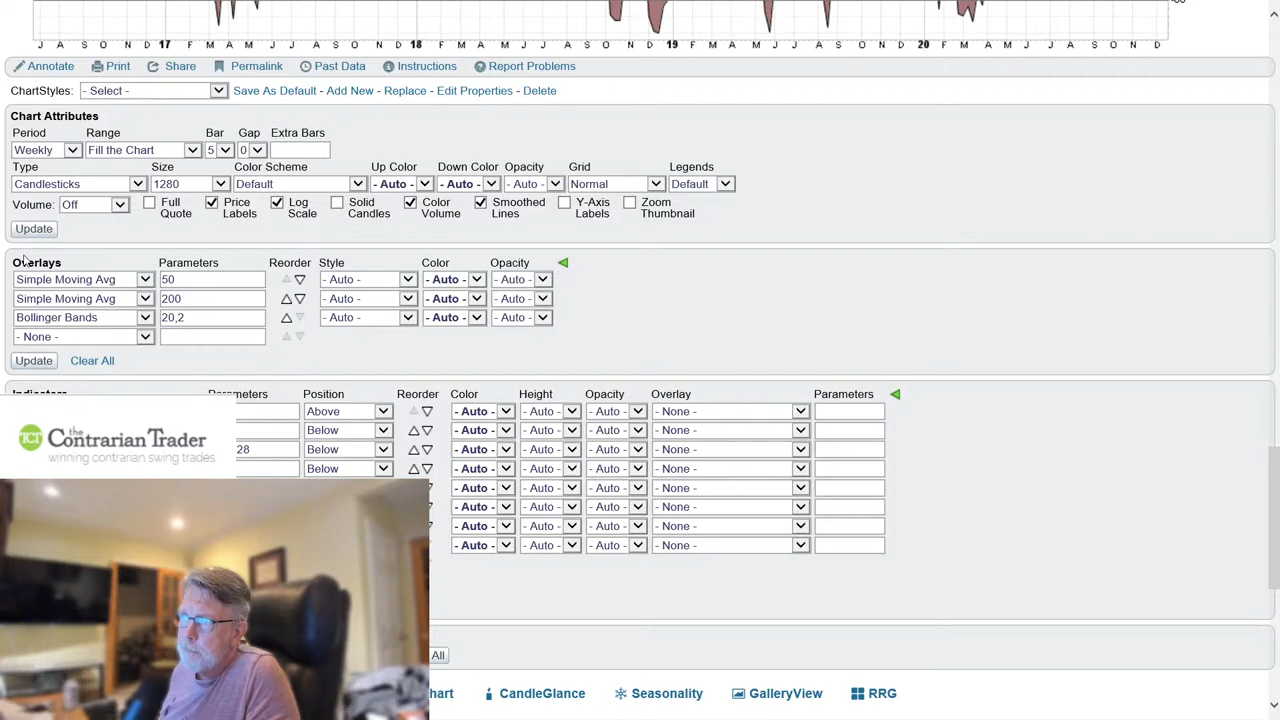 -80
J A S O N D 17 F M A M J J A S O N D 18 F M A M J J A S O N D 19 F M A M J J A S O N D 20 F M A M J J A S O N D
Annotate Print Share Permalink Past Data Instructions Report Problems
ChartStyles: - Select - Save As Default - Add New - Replace - Edit Properties - Delete
Chart Attributes
Period Range Bar Gap Extra Bars
Weekly Fill the Chart 5 0
Type Size Color Scheme Up Color Down Color Opacity Grid Legends
Candlesticks 1280 Default - Auto - - Auto - - Auto - Normal Default
Volume: Off Full Quote Price Labels Log Scale Solid Candles Color Volume Smoothed Lines Y-Axis Labels Zoom Thumbnail
Update
Overlays Parameters Reorder Style Color Opacity
Simple Moving Avg 50 - Auto - - Auto - - Auto -
Simple Moving Avg 200 - Auto - - Auto - - Auto -
Bollinger Bands 20,2 - Auto - - Auto - - Auto -
- None -
Update Clear All
Position Reorder Color Height Opacity Overlay Parameters
Above - Auto - - Auto - - Auto - - None -
Below - Auto - - Auto - - Auto - - None -
28 Below - Auto - - Auto - - Auto - - None -
Below - Auto - - Auto - - Auto - - None -
- Auto - - Auto - - Auto - - None -
- Auto - - Auto - - Auto - - None -
- Auto - - Auto - - Auto - - None -
- Auto - - Auto - - Auto - - None -
TCT the Contrarian Trader
winning contrarian swing trades
All
CandleGlance Seasonality GalleryView RRG